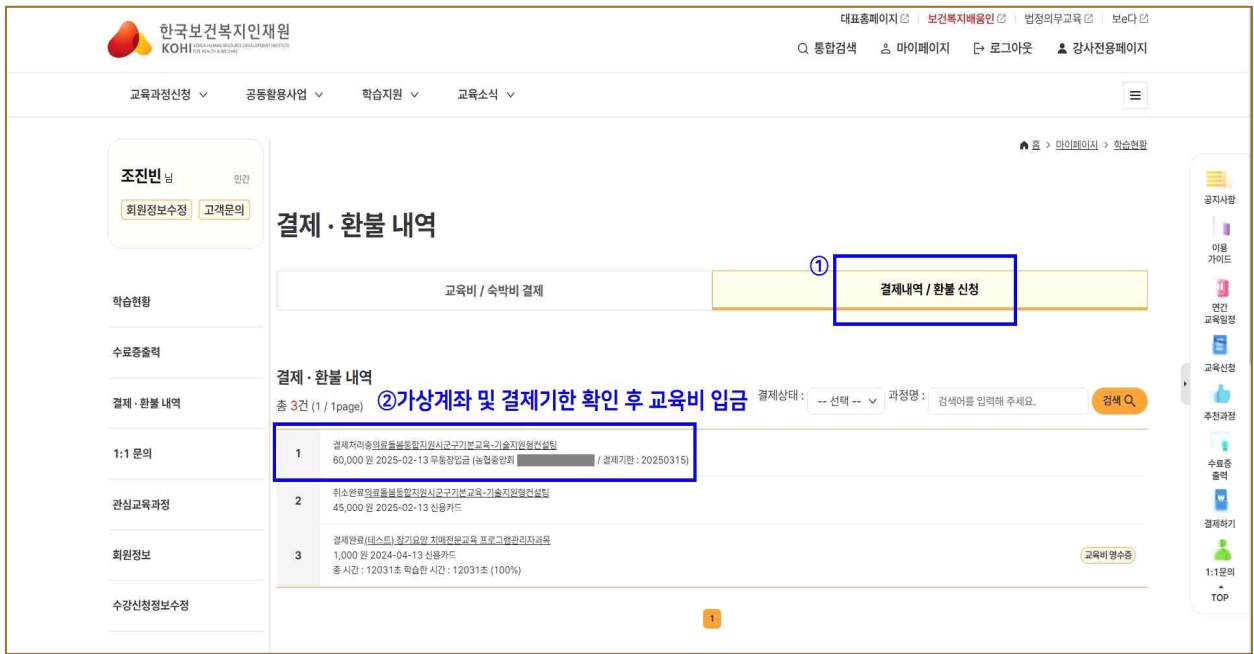 한국보건복지인재원
KOHI KOREA HUMAN RESOURCE DEVELOPMENT INSTITUTE FOR HEALTH & WELFARE
대표홈페이지 보건복지배움인 법정의무교육 보e다
통합검색 마이페이지 로그아웃 강사전용페이지
교육과정신청 공동활용사업 학습지원 교육소식
홈 > 마이페이지 > 학습현황
조진빈 님 민간
회원정보수정 고객문의
결제 · 환불 내역
①
교육비 / 숙박비 결제 결제내역 / 환불 신청
학습현황
수료증출력
결제 · 환불 내역
1:1 문의
관심교육과정
회원정보
수강신청정보수정
결제 · 환불 내역
총 3건 (1 / 1page) ②가상계좌 및 결제기한 확인 후 교육비 입금 결제상태 : -- 선택 -- 과정명 : 검색어를 입력해 주세요. 검색
1
결제처리중의료돌봄통합지원시군구기본교육-기술지원형컨설팅
60,000 원 2025-02-13 무통장입금 (농협중앙회 / 결제기한 : 20250315)
2
취소완료의료돌봄통합지원시군구기본교육-기술지원형컨설팅
45,000 원 2025-02-13 신용카드
3
결제완료(테스트) 장기요양 치매전문교육 프로그램관리자과목
1,000 원 2024-04-13 신용카드
총 시간 : 12031초 학습한 시간 : 12031초 (100%)
교육비 영수증
1
공지사항
이용
가이드
연간
교육일정
교육신청
추천과정
수료증
출력
결제하기
1:1문의
TOP